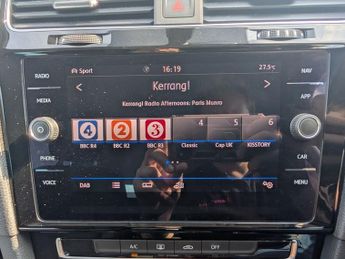 RADIO
MEDIA
PHONE
VOICE
Sport
16:19
27.5°C
Kerrang!
Kerrang! Radio Afternoons: Paris Munro
4
2
3
4
5
6
BBC R4
BBC R2
BBC R3
Classic
Cap UK
KISSTORY
DAB
NAV
APP
CAR
MENU
A/C
OFF